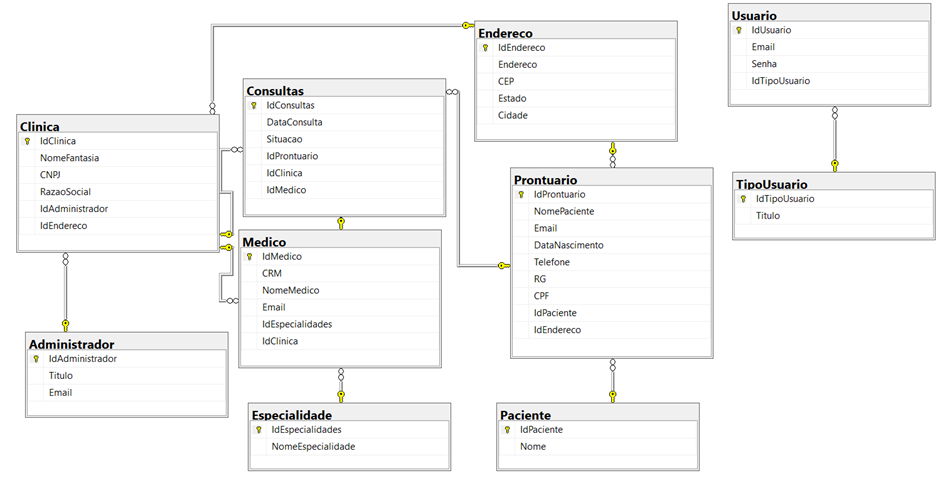 Usuario
IdUsuario
Email
Senha
IdTipoUsuario
Endereco
IdEndereco
Endereco
CEP
Estado
Cidade
Consultas
IdConsultas
DataConsulta
Situacao
IdProntuario
IdClinica
IdMedico
Clinica
IdClinica
NomeFantasia
CNPJ
RazaoSocial
IdAdministrador
IdEndereco
Prontuario
IdProntuario
NomePaciente
Email
DataNascimento
Telefone
RG
CPF
IdPaciente
IdEndereco
TipoUsuario
IdTipoUsuario
Titulo
Medico
IdMedico
CRM
NomeMedico
Email
IdEspecialidades
IdClinica
Administrador
IdAdministrador
Titulo
Email
Especialidade
IdEspecialidades
NomeEspecialidade
Paciente
IdPaciente
Nome